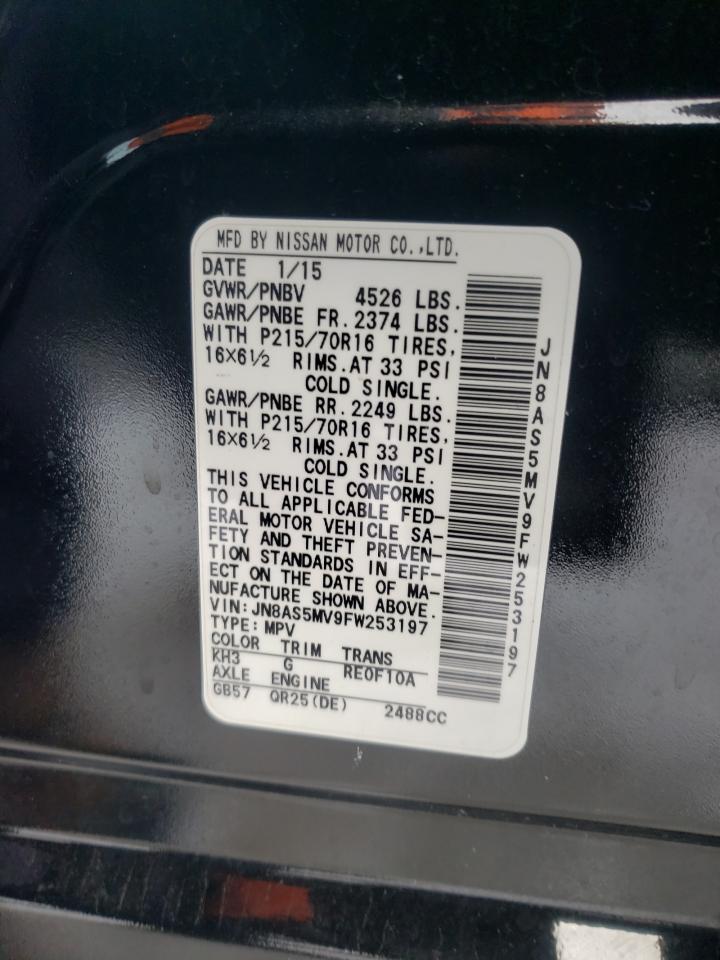 MFD BY NISSAN MOTOR CO.,LTD.
DATE 1/15
GVWR/PNBV 4526 LBS.
GAWR/PNBE FR.2374 LBS.
WITH P215/70R16 TIRES,
16×6½ RIMS.AT 33 PSI
COLD SINGLE.
GAWR/PNBE RR.2249 LBS.
WITH P215/70R16 TIRES,
16×6½ RIMS.AT 33 PSI
COLD SINGLE.
THIS VEHICLE CONFORMS
TO ALL APPLICABLE FED-
ERAL MOTOR VEHICLE SA-
FETY AND THEFT PREVEN-
TION STANDARDS IN EFF-
ECT ON THE DATE OF MA-
NUFACTURE SHOWN ABOVE.
VIN:JN8AS5MV9FW253197
TYPE:MPV
COLOR TRIM TRANS
KH3 G RE0F10A
AXLE ENGINE
GB57 QR25(DE) 2488CC
JN8AS5MV9FW253197